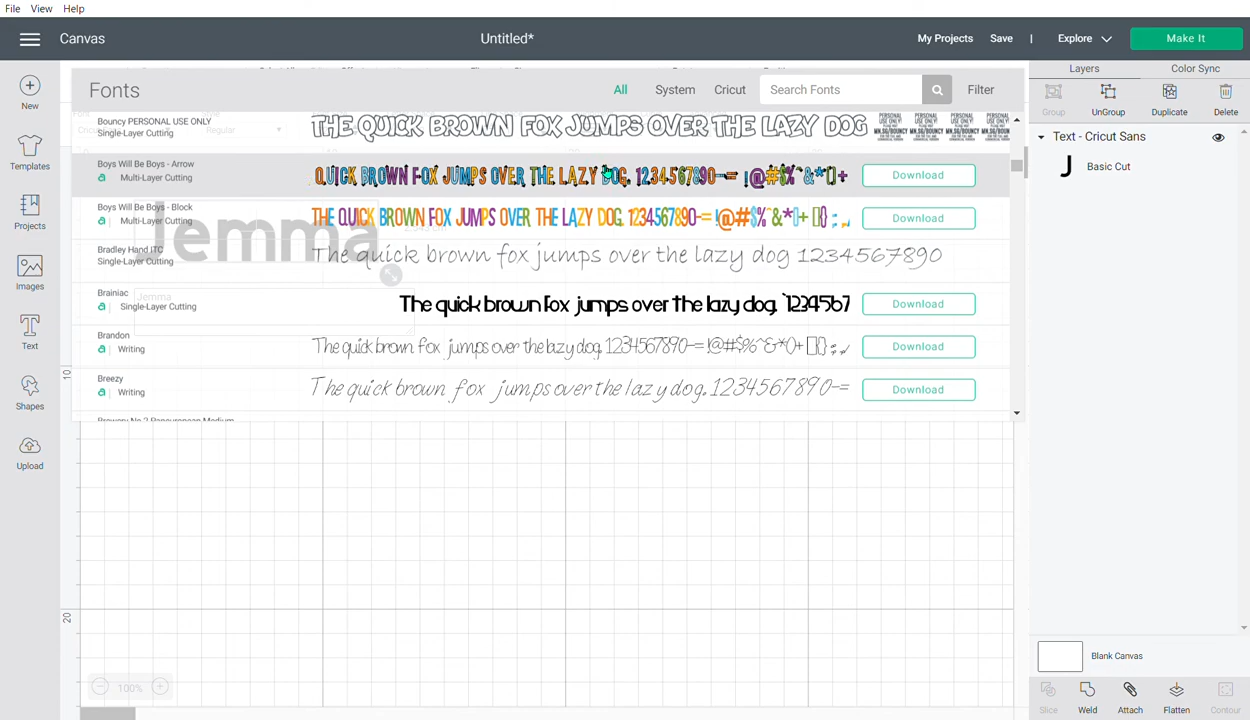 File View Help
Canvas
Untitled*
My Projects Save | Explore Make It
Layers Color Sync
Fonts
All System Cricut Search Fonts Filter
New
Templates
Projects
Images
Text
Shapes
Upload
Group UnGroup Duplicate Delete
Text - Cricut Sans
Basic Cut
Bouncy PERSONAL USE ONLY
Single-Layer Cutting
THE QUICK BROWN FOX JUMPS OVER THE LAZY DOG
Regular
Boys Will Be Boys - Arrow
Multi-Layer Cutting
QUICK BROWN FOX JUMPS OVER THE LAZY DOG. 1234567890-= !@#$%^&*()+
Download
Boys Will Be Boys - Block
Multi-Layer Cutting
THE QUICK BROWN FOX JUMPS OVER THE LAZY DOG. 1234567890-= !@#$%^&*()+ [] {} ; , .
Download
Jemma
Bradley Hand ITC
Single-Layer Cutting
The quick brown fox jumps over the lazy dog 1234567890
Brainiac
Single-Layer Cutting
The quick brown fox jumps over the lazy dog. `1234567
Download
Jemma
Brandon
Writing
The quick brown fox jumps over the lazy dog. 1234567890-= !@#$%^&*()+ [] {} ; , .
Download
Breezy
Writing
The quick brown fox jumps over the lazy dog. 1234567890-=
Download
10
20
100%
Blank Canvas
Slice Weld Attach Flatten Contour